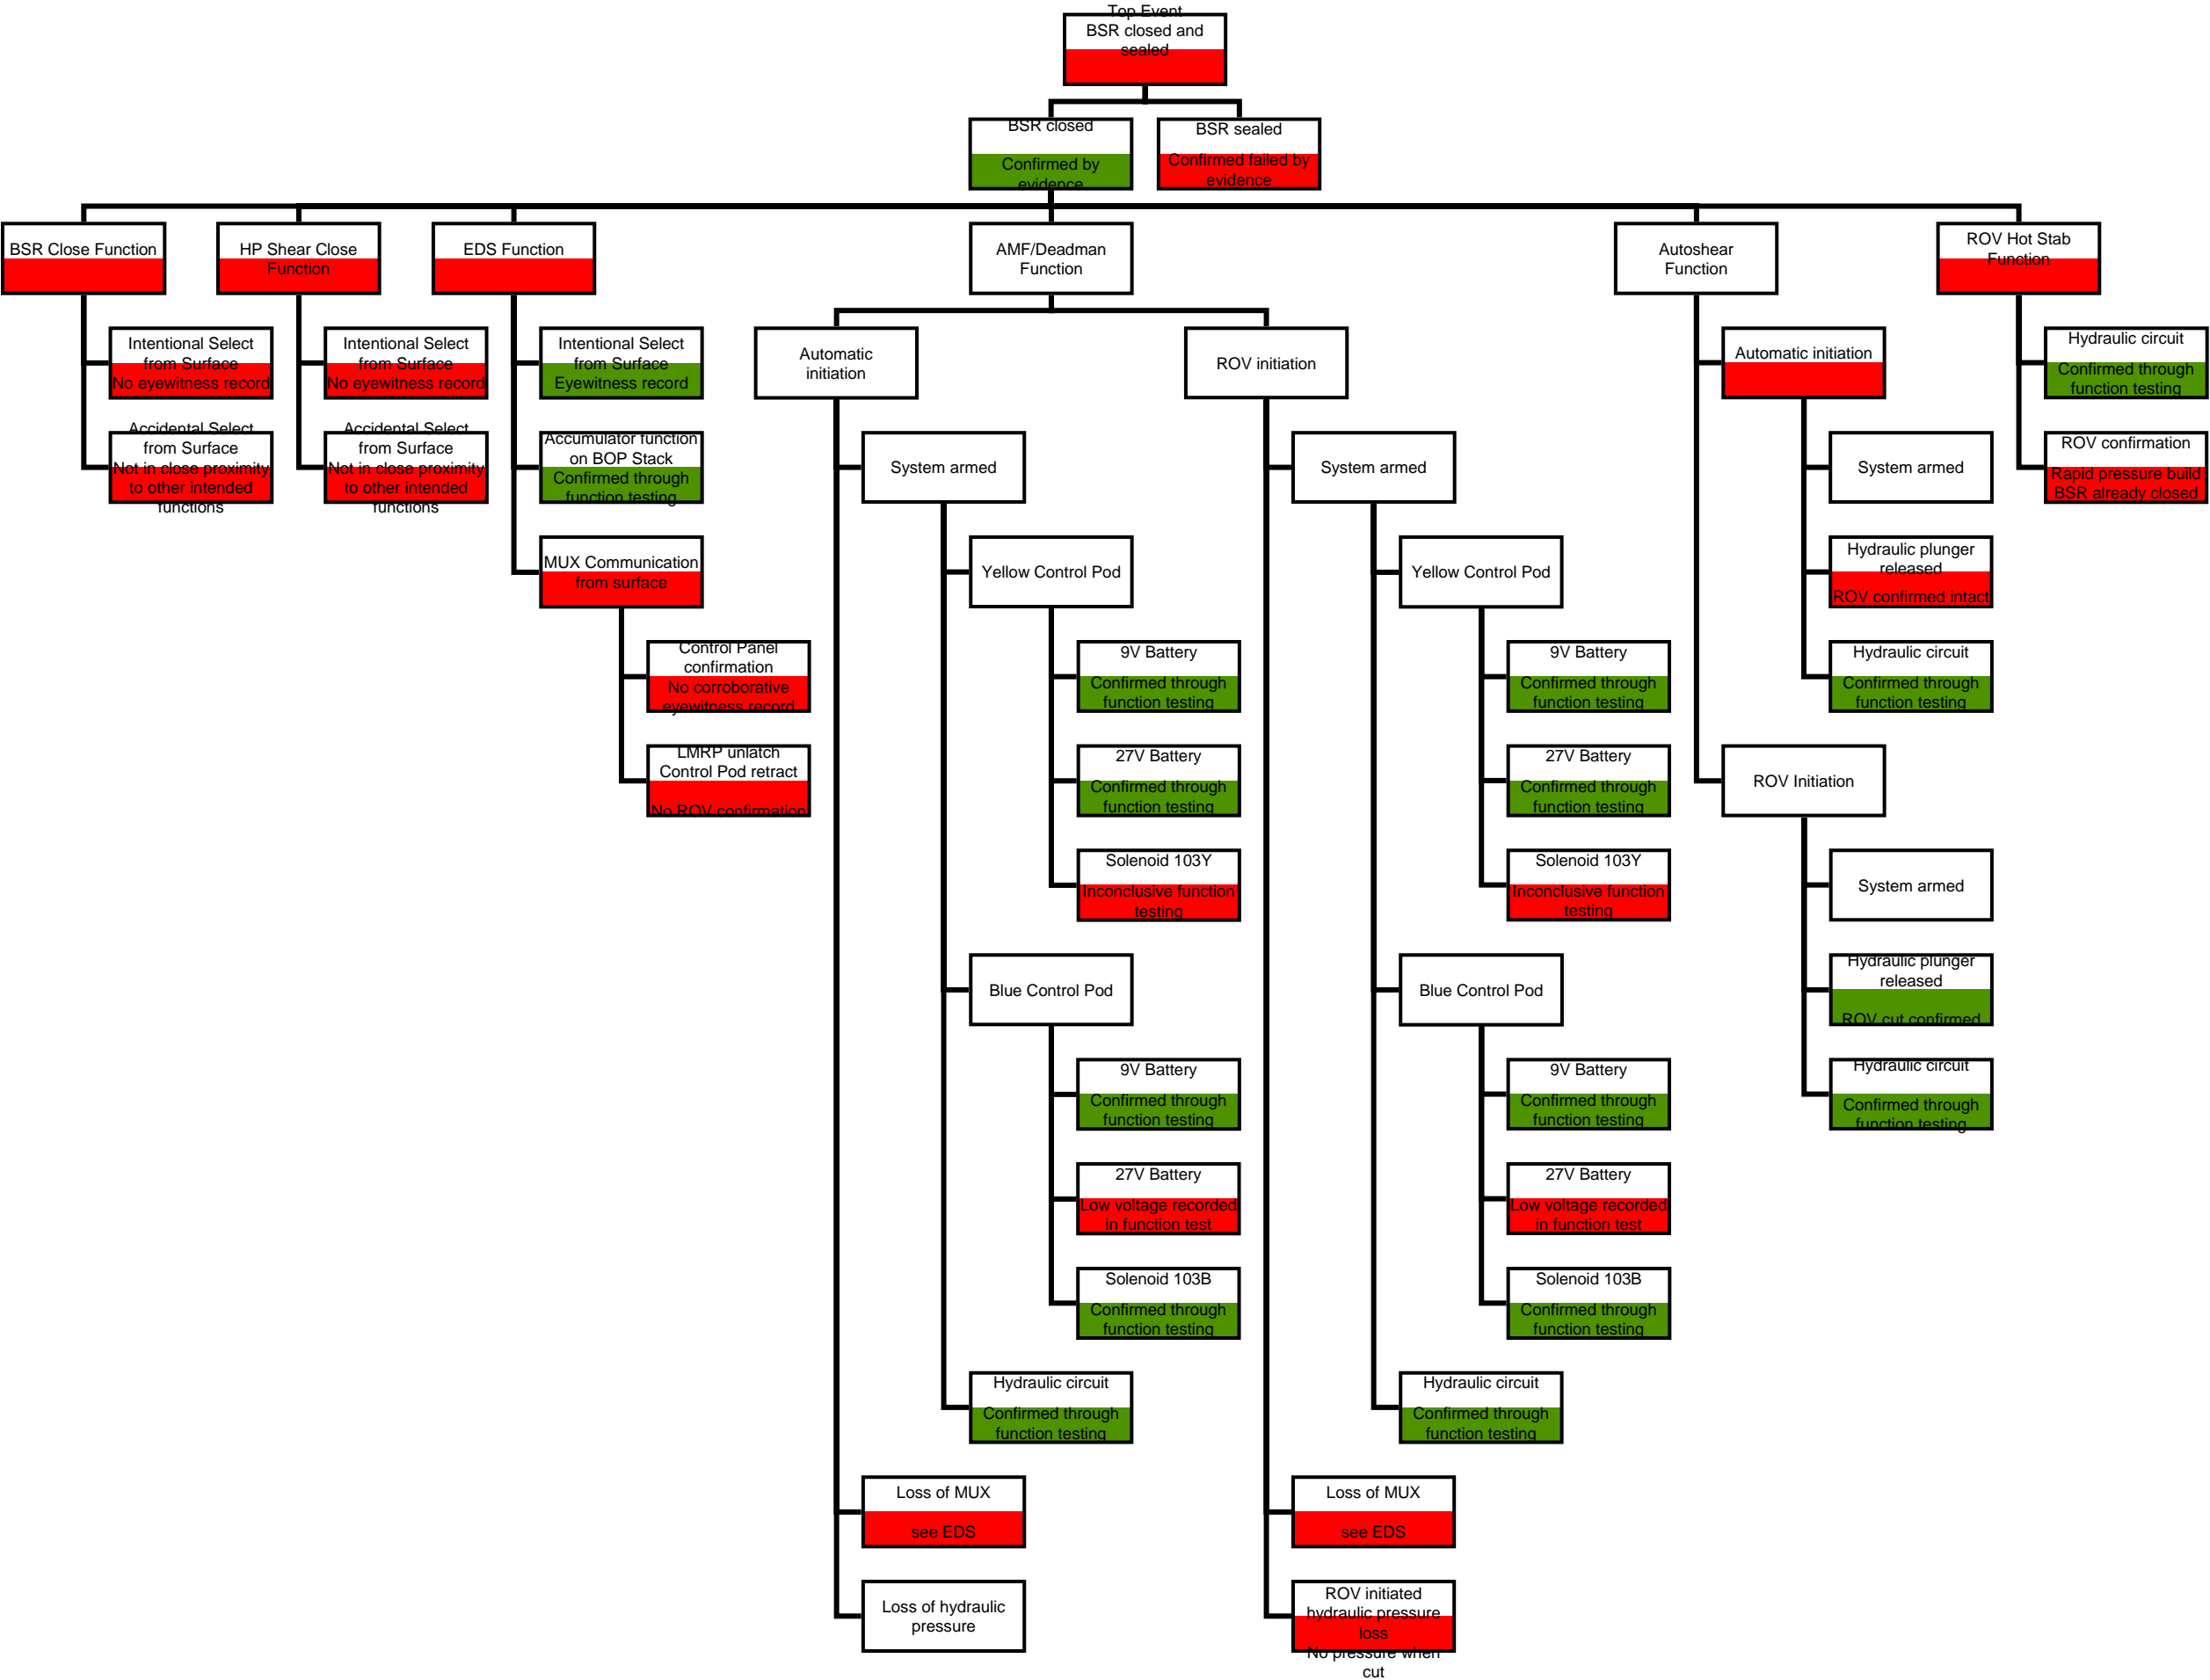 Top Event
BSR closed and
sealed
BSR closed
Confirmed by
evidence
BSR sealed
Confirmed failed by
evidence
BSR Close Function
HP Shear Close
Function
EDS Function
AMF/Deadman
Function
Autoshear
Function
ROV Hot Stab
Function
Intentional Select
from Surface
No eyewitness record
Accidental Select
from Surface
Not in close proximity
to other intended
functions
Intentional Select
from Surface
No eyewitness record
Accidental Select
from Surface
Not in close proximity
to other intended
functions
Intentional Select
from Surface
Eyewitness record
Accumulator function
on BOP Stack
Confirmed through
function testing
MUX Communication
from surface
Control Panel
confirmation
No corroborative
eyewitness record
LMRP unlatch
Control Pod retract
No ROV confirmation
Automatic
initiation
System armed
Yellow Control Pod
9V Battery
Confirmed through
function testing
27V Battery
Confirmed through
function testing
Solenoid 103Y
Inconclusive function
testing
Blue Control Pod
9V Battery
Confirmed through
function testing
27V Battery
Low voltage recorded
in function test
Solenoid 103B
Confirmed through
function testing
Hydraulic circuit
Confirmed through
function testing
Loss of MUX
see EDS
Loss of hydraulic
pressure
ROV initiation
System armed
Yellow Control Pod
9V Battery
Confirmed through
function testing
27V Battery
Confirmed through
function testing
Solenoid 103Y
Inconclusive function
testing
Blue Control Pod
9V Battery
Confirmed through
function testing
27V Battery
Low voltage recorded
in function test
Solenoid 103B
Confirmed through
function testing
Hydraulic circuit
Confirmed through
function testing
Loss of MUX
see EDS
ROV initiated
hydraulic pressure
loss
No pressure when
cut
Automatic initiation
System armed
Hydraulic plunger
released
ROV confirmed intact
Hydraulic circuit
Confirmed through
function testing
ROV Initiation
System armed
Hydraulic plunger
released
ROV cut confirmed
Hydraulic circuit
Confirmed through
function testing
Hydraulic circuit
Confirmed through
function testing
ROV confirmation
Rapid pressure build
BSR already closed